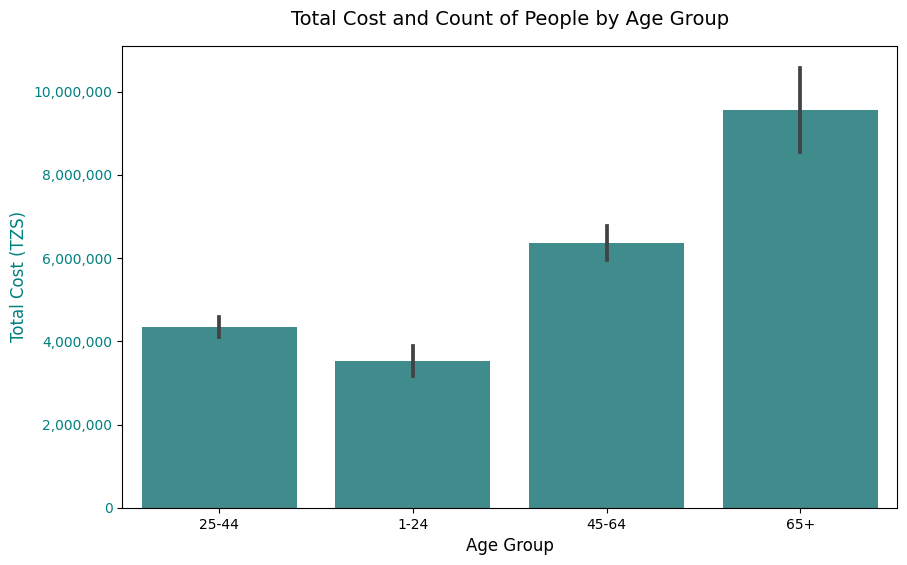 Total Cost and Count of People by Age Group
Total Cost (TZS)
10,000,000
8,000,000
6,000,000
4,000,000
2,000,000
0
25-44 1-24 45-64 65+
Age Group